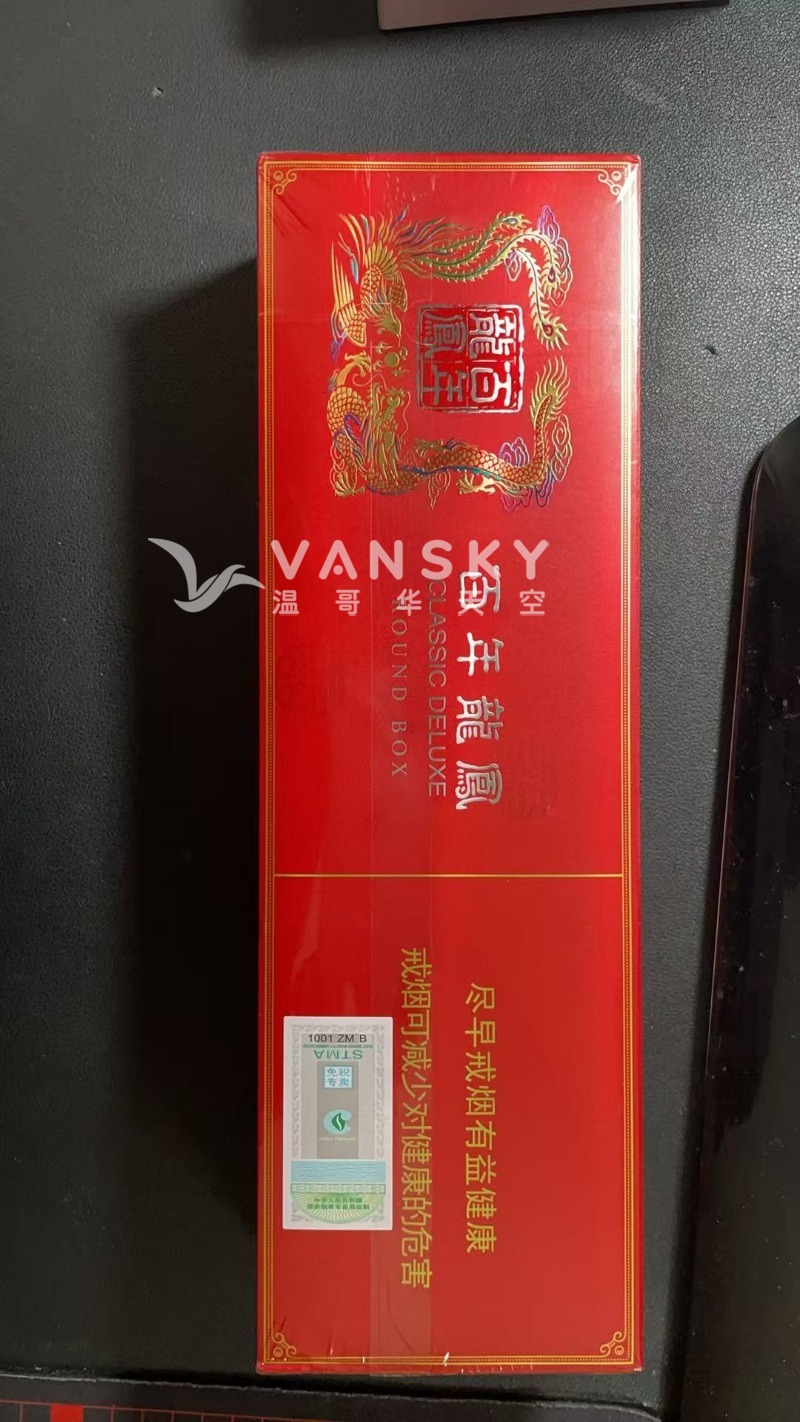 百年
龍鳳
VANSKY
温哥华天空
百年龍鳳
CLASSIC DELUXE
ROUND BOX
尽早戒烟有益健康
戒烟可减少对健康的危害
1001 ZM B
STMA
免税
专卖